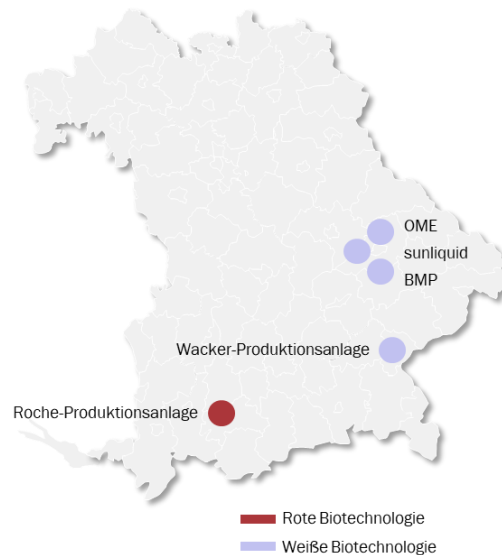 OME
sunliquid
BMP
Wacker-Produktionsanlage
Roche-Produktionsanlage
Rote Biotechnologie
Weiße Biotechnologie